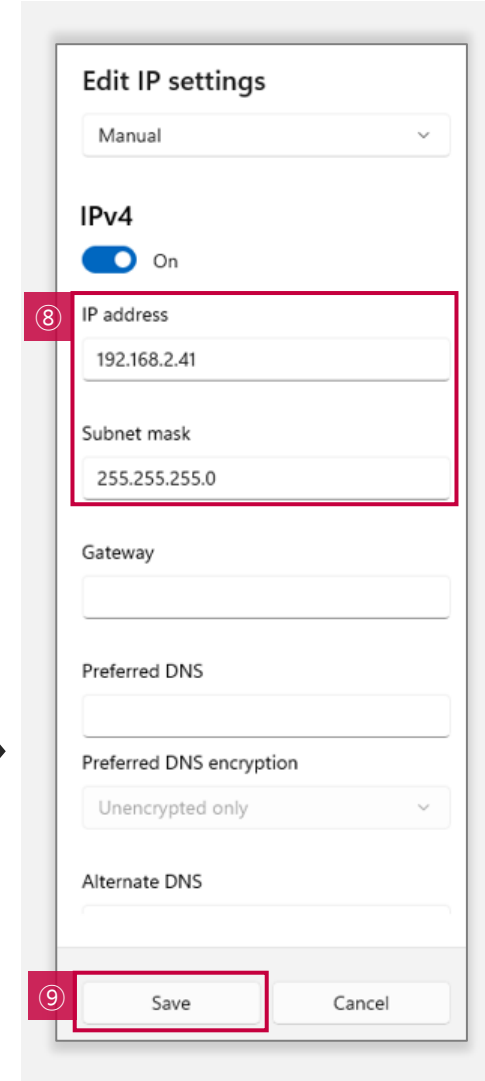 Edit IP settings
Manual
IPv4
On
⑧
IP address
192.168.2.41
Subnet mask
255.255.255.0
Gateway
Preferred DNS
Preferred DNS encryption
Unencrypted only
Alternate DNS
⑨
Save Cancel